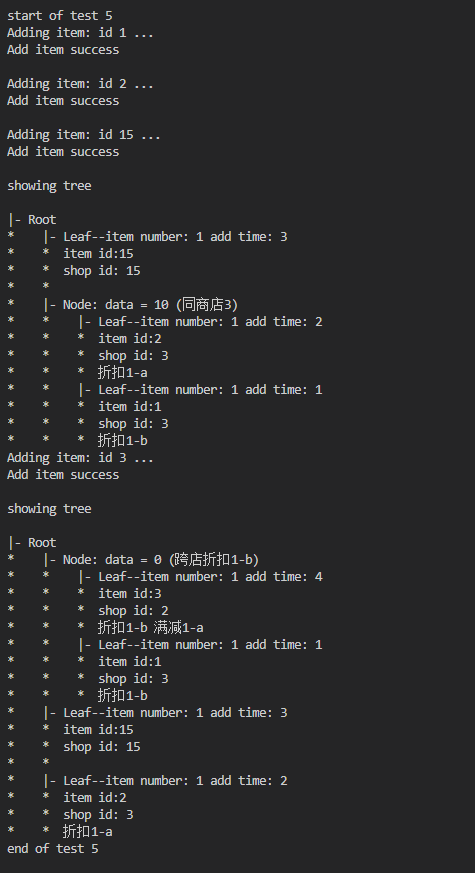 start of test 5
Adding item: id 1 ...
Add item success
Adding item: id 2 ...
Add item success
Adding item: id 15 ...
Add item success
showing tree
|- Root
*    |- Leaf--item number: 1 add time: 3
*    *  item id:15
*    *  shop id: 15
*    *
*    |- Node: data = 10 (同商店3)
*    *    |- Leaf--item number: 1 add time: 2
*    *    *  item id:2
*    *    *  shop id: 3
*    *    *  折扣1-a
*    *    |- Leaf--item number: 1 add time: 1
*    *    *  item id:1
*    *    *  shop id: 3
*    *    *  折扣1-b
Adding item: id 3 ...
Add item success
showing tree
|- Root
*    |- Node: data = 0 (跨店折扣1-b)
*    *    |- Leaf--item number: 1 add time: 4
*    *    *  item id:3
*    *    *  shop id: 2
*    *    *  折扣1-b 满减1-a
*    *    |- Leaf--item number: 1 add time: 1
*    *    *  item id:1
*    *    *  shop id: 3
*    *    *  折扣1-b
*    |- Leaf--item number: 1 add time: 3
*    *  item id:15
*    *  shop id: 15
*    *
*    |- Leaf--item number: 1 add time: 2
*    *  item id:2
*    *  shop id: 3
*    *  折扣1-a
end of test 5